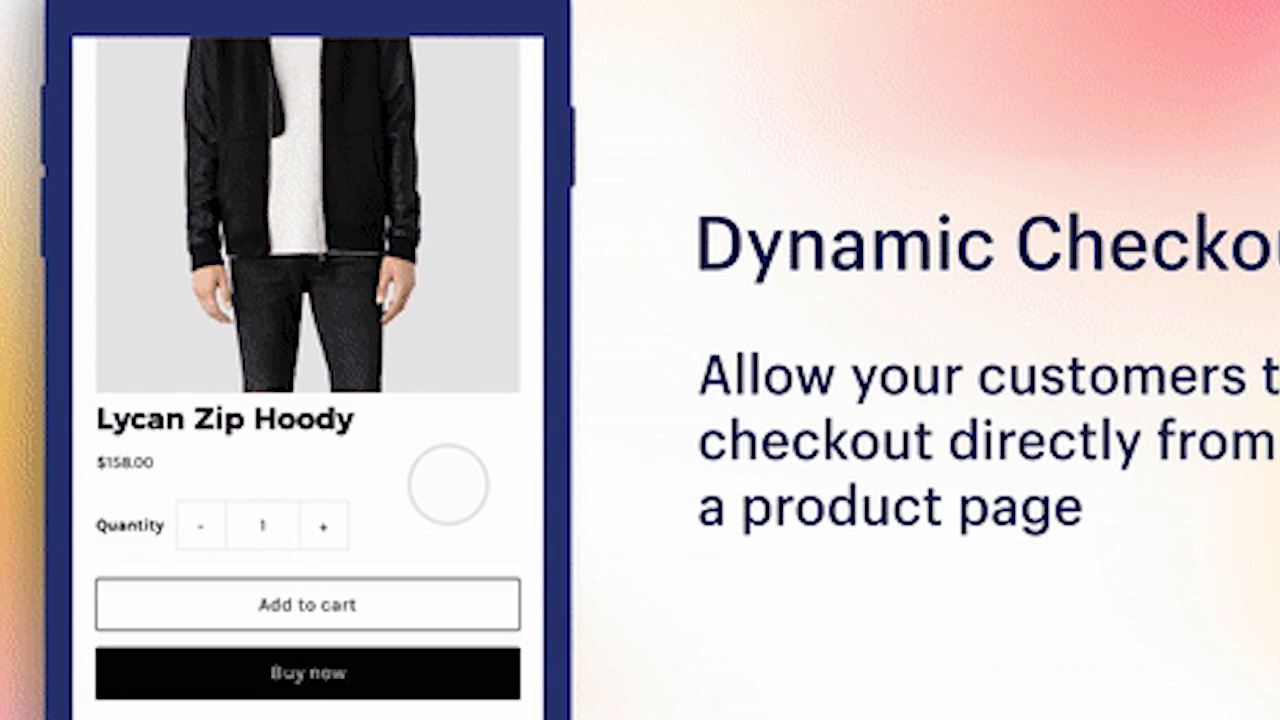 Lycan Zip Hoody
$158.00
Quantity - 1 +
Add to cart
Buy now
Dynamic Checko
Allow your customers t
checkout directly from
a product page